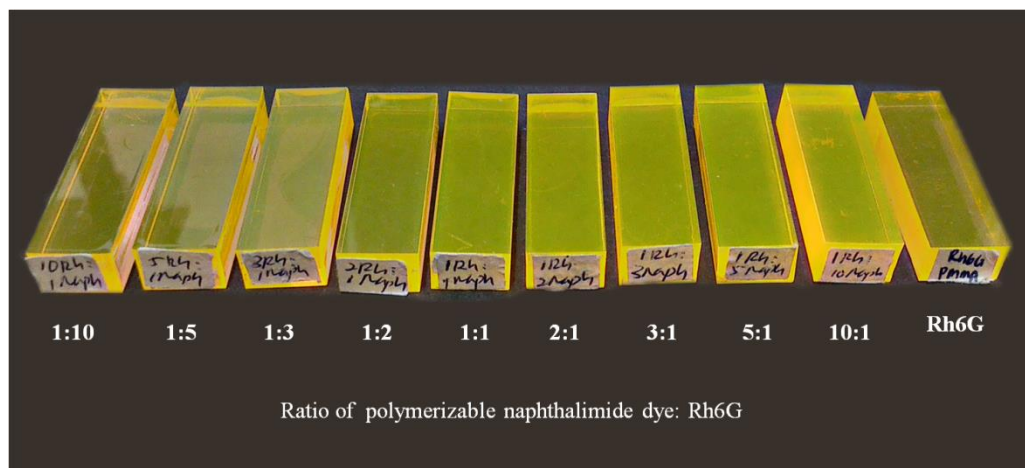 10Rh:
1Naph
5Rh:
1Naph
3Rh:
1Naph
2Rh:
1Naph
1Rh:
1Naph
1Rh:
2Naph
1Rh:
3Naph
1Rh:
5Naph
1Rh:
10Naph
Rh6G
PMMA
1:10
1:5
1:3
1:2
1:1
2:1
3:1
5:1
10:1
Rh6G
Ratio of polymerizable naphthalimide dye: Rh6G